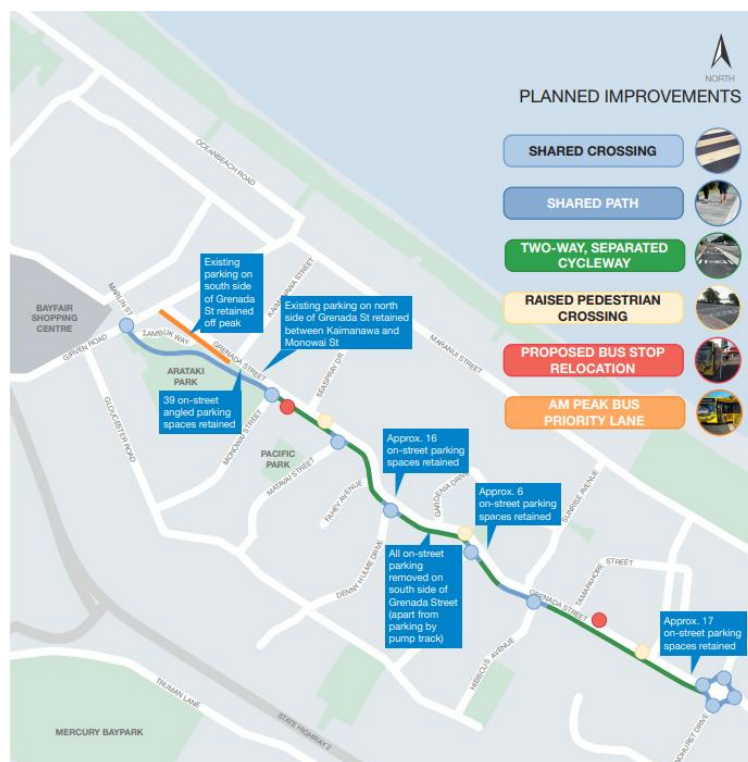 NORTH
PLANNED IMPROVEMENTS
SHARED CROSSING
SHARED PATH
TWO-WAY, SEPARATED
CYCLEWAY
RAISED PEDESTRIAN
CROSSING
PROPOSED BUS STOP
RELOCATION
AM PEAK BUS
PRIORITY LANE
OCEANBEACH ROAD
Existing
parking on
south side
of Grenada
St retained
off peak
KAIMANAWA STREET
Existing parking on north
side of Grenada St retained
between Kaimanawa and
Monowai St
MARLIN ST
BAYFAIR
SHOPPING
CENTRE
GIRVEN ROAD
ZAMBUK WAY
GRENADA STREET
MARANUI STREET
SEASPRAY DR
ARATAKI
PARK
39 on-street
angled parking
spaces retained
GLOUCESTER ROAD
MONOWAI STREET
PACIFIC
PARK
MATAVAI STREET
FAHEY AVENUE
Approx. 16
on-street parking
spaces retained
GARDENIA DRIVE
Approx. 6
on-street parking
spaces retained
SUNRISE AVENUE
DENNY HULME DRIVE
All on-street
parking
removed on
south side of
Grenada Street
(apart from
parking by
pump track)
GRENADA STREET
TAMAPAHORE STREET
HIBISCUS AVENUE
Approx. 17
on-street parking
spaces retained
TRUMAN LANE
STATE HIGHWAY 2
MERCURY BAYPARK